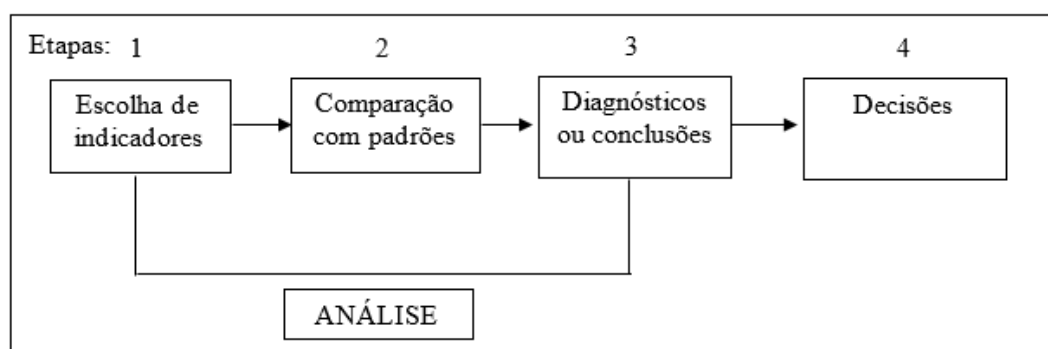 Etapas: 1 2 3 4
Escolha de
indicadores
Comparação
com padrões
Diagnósticos
ou conclusões
Decisões
ANÁLISE